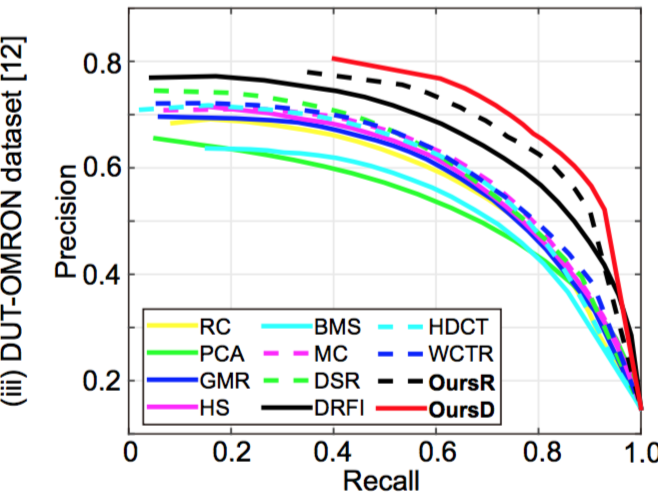 (iii) DUT-OMRON dataset [12]
Precision
0.8
0.6
0.4
0.2
RC BMS HDCT
PCA MC WCTR
GMR DSR OursR
HS DRFI OursD
0 0.2 0.4 0.6 0.8 1.0
Recall